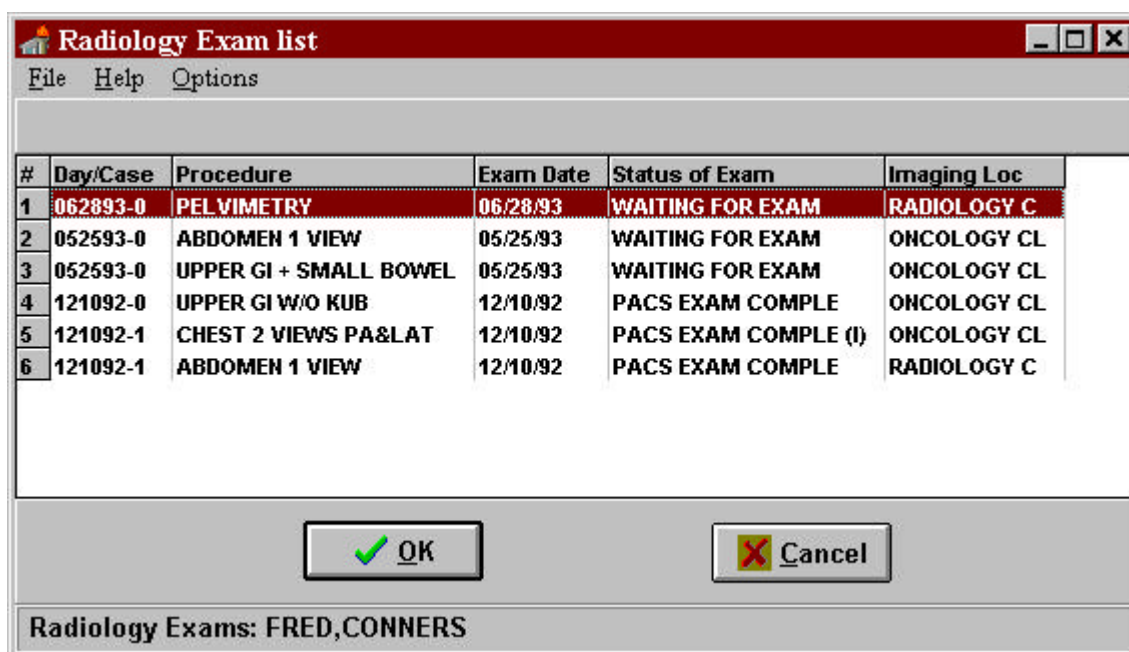 Radiology Exam list
File Help Options
# Day/Case Procedure Exam Date Status of Exam Imaging Loc
1 062893-0 PELVIMETRY 06/28/93 WAITING FOR EXAM RADIOLOGY C
2 052593-0 ABDOMEN 1 VIEW 05/25/93 WAITING FOR EXAM ONCOLOGY CL
3 052593-0 UPPER GI + SMALL BOWEL 05/25/93 WAITING FOR EXAM ONCOLOGY CL
4 121092-0 UPPER GI W/O KUB 12/10/92 PACS EXAM COMPLE ONCOLOGY CL
5 121092-1 CHEST 2 VIEWS PA&LAT 12/10/92 PACS EXAM COMPLE (I) ONCOLOGY CL
6 121092-1 ABDOMEN 1 VIEW 12/10/92 PACS EXAM COMPLE RADIOLOGY C
OK Cancel
Radiology Exams: FRED,CONNERS